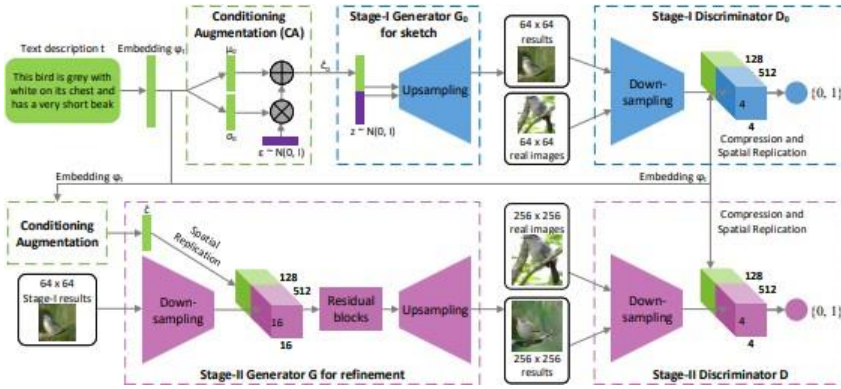 Conditioning
Augmentation (CA)
Stage-I Generator G₀
for sketch
64 x 64
results
Stage-I Discriminator D₀
Text description t
Embedding φₜ
μ₀
ĉ₀
128
512
This bird is grey with
white on its chest and
has a very short beak
Upsampling
Down-
sampling
{0, 1}
4
4
σ₀
ε ~ N(0, I)
z ~ N(0, I)
64 x 64
real images
Compression and
Spatial Replication
Embedding φₜ
Embedding φₜ
Conditioning
Augmentation
ĉ
Spatial
Replication
256 x 256
real images
Compression and
Spatial Replication
64 x 64
Stage-I results
Down-
sampling
128
512
16
16
Residual
blocks
Upsampling
Down-
sampling
128
512
4
4
{0, 1}
256 x 256
results
Stage-II Generator G for refinement
Stage-II Discriminator D